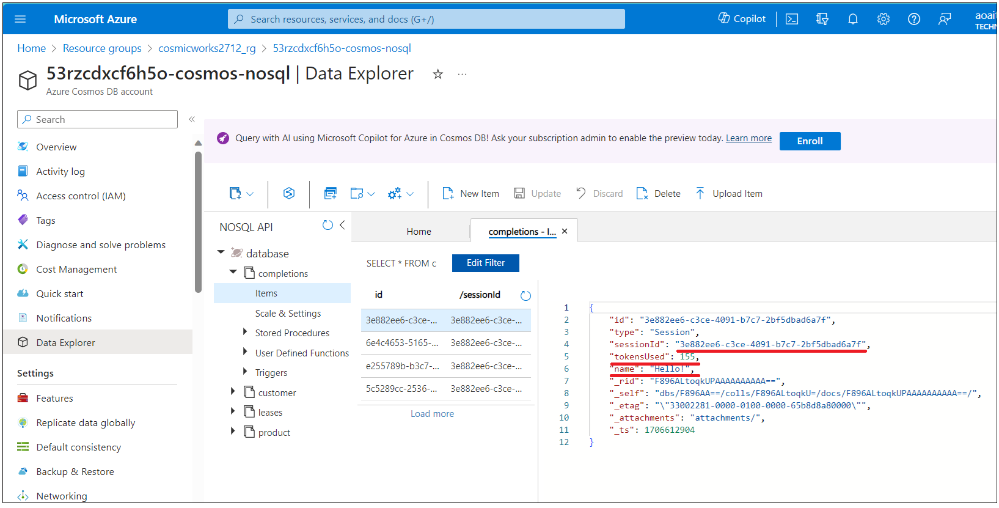 Microsoft Azure
Search resources, services, and docs (G+/)
Copilot
aoait
TECHN
Home > Resource groups > cosmicworks2712_rg > 53rzcdxcf6h5o-cosmos-nosql
53rzcdxcf6h5o-cosmos-nosql | Data Explorer
Azure Cosmos DB account
Search
Overview
Activity log
Access control (IAM)
Tags
Diagnose and solve problems
Cost Management
Quick start
Notifications
Data Explorer
Settings
Features
Replicate data globally
Default consistency
Backup & Restore
Networking
Query with AI using Microsoft Copilot for Azure in Cosmos DB! Ask your subscription admin to enable the preview today. Learn more
Enroll
New Item
Update
Discard
Delete
Upload Item
NOSQL API
database
completions
Items
Scale & Settings
Stored Procedures
User Defined Functions
Triggers
customer
leases
product
Home
completions - I...
SELECT * FROM c
Edit Filter
id /sessionId
3e882ee6-c3ce-... 3e882ee6-c3ce-...
6e4c4653-5165-... 3e882ee6-c3ce-...
e255789b-b3c7-... 3e882ee6-c3ce-...
5c5289cc-2536-... 3e882ee6-c3ce-...
Load more
1 {
2 "id": "3e882ee6-c3ce-4091-b7c7-2bf5dbad6a7f",
3 "type": "Session",
4 "sessionId": "3e882ee6-c3ce-4091-b7c7-2bf5dbad6a7f",
5 "tokensUsed": 155,
6 "name": "Hello!",
7 "_rid": "F896ALtoqkUPAAAAAAAAAA==",
8 "_self": "dbs/F896AA==/colls/F896ALtoqkU=/docs/F896ALtoqkUPAAAAAAAAAA==/",
9 "_etag": "\"33002281-0000-0100-0000-65b8d8a80000\"",
10 "_attachments": "attachments/",
11 "_ts": 1706612904
12 }